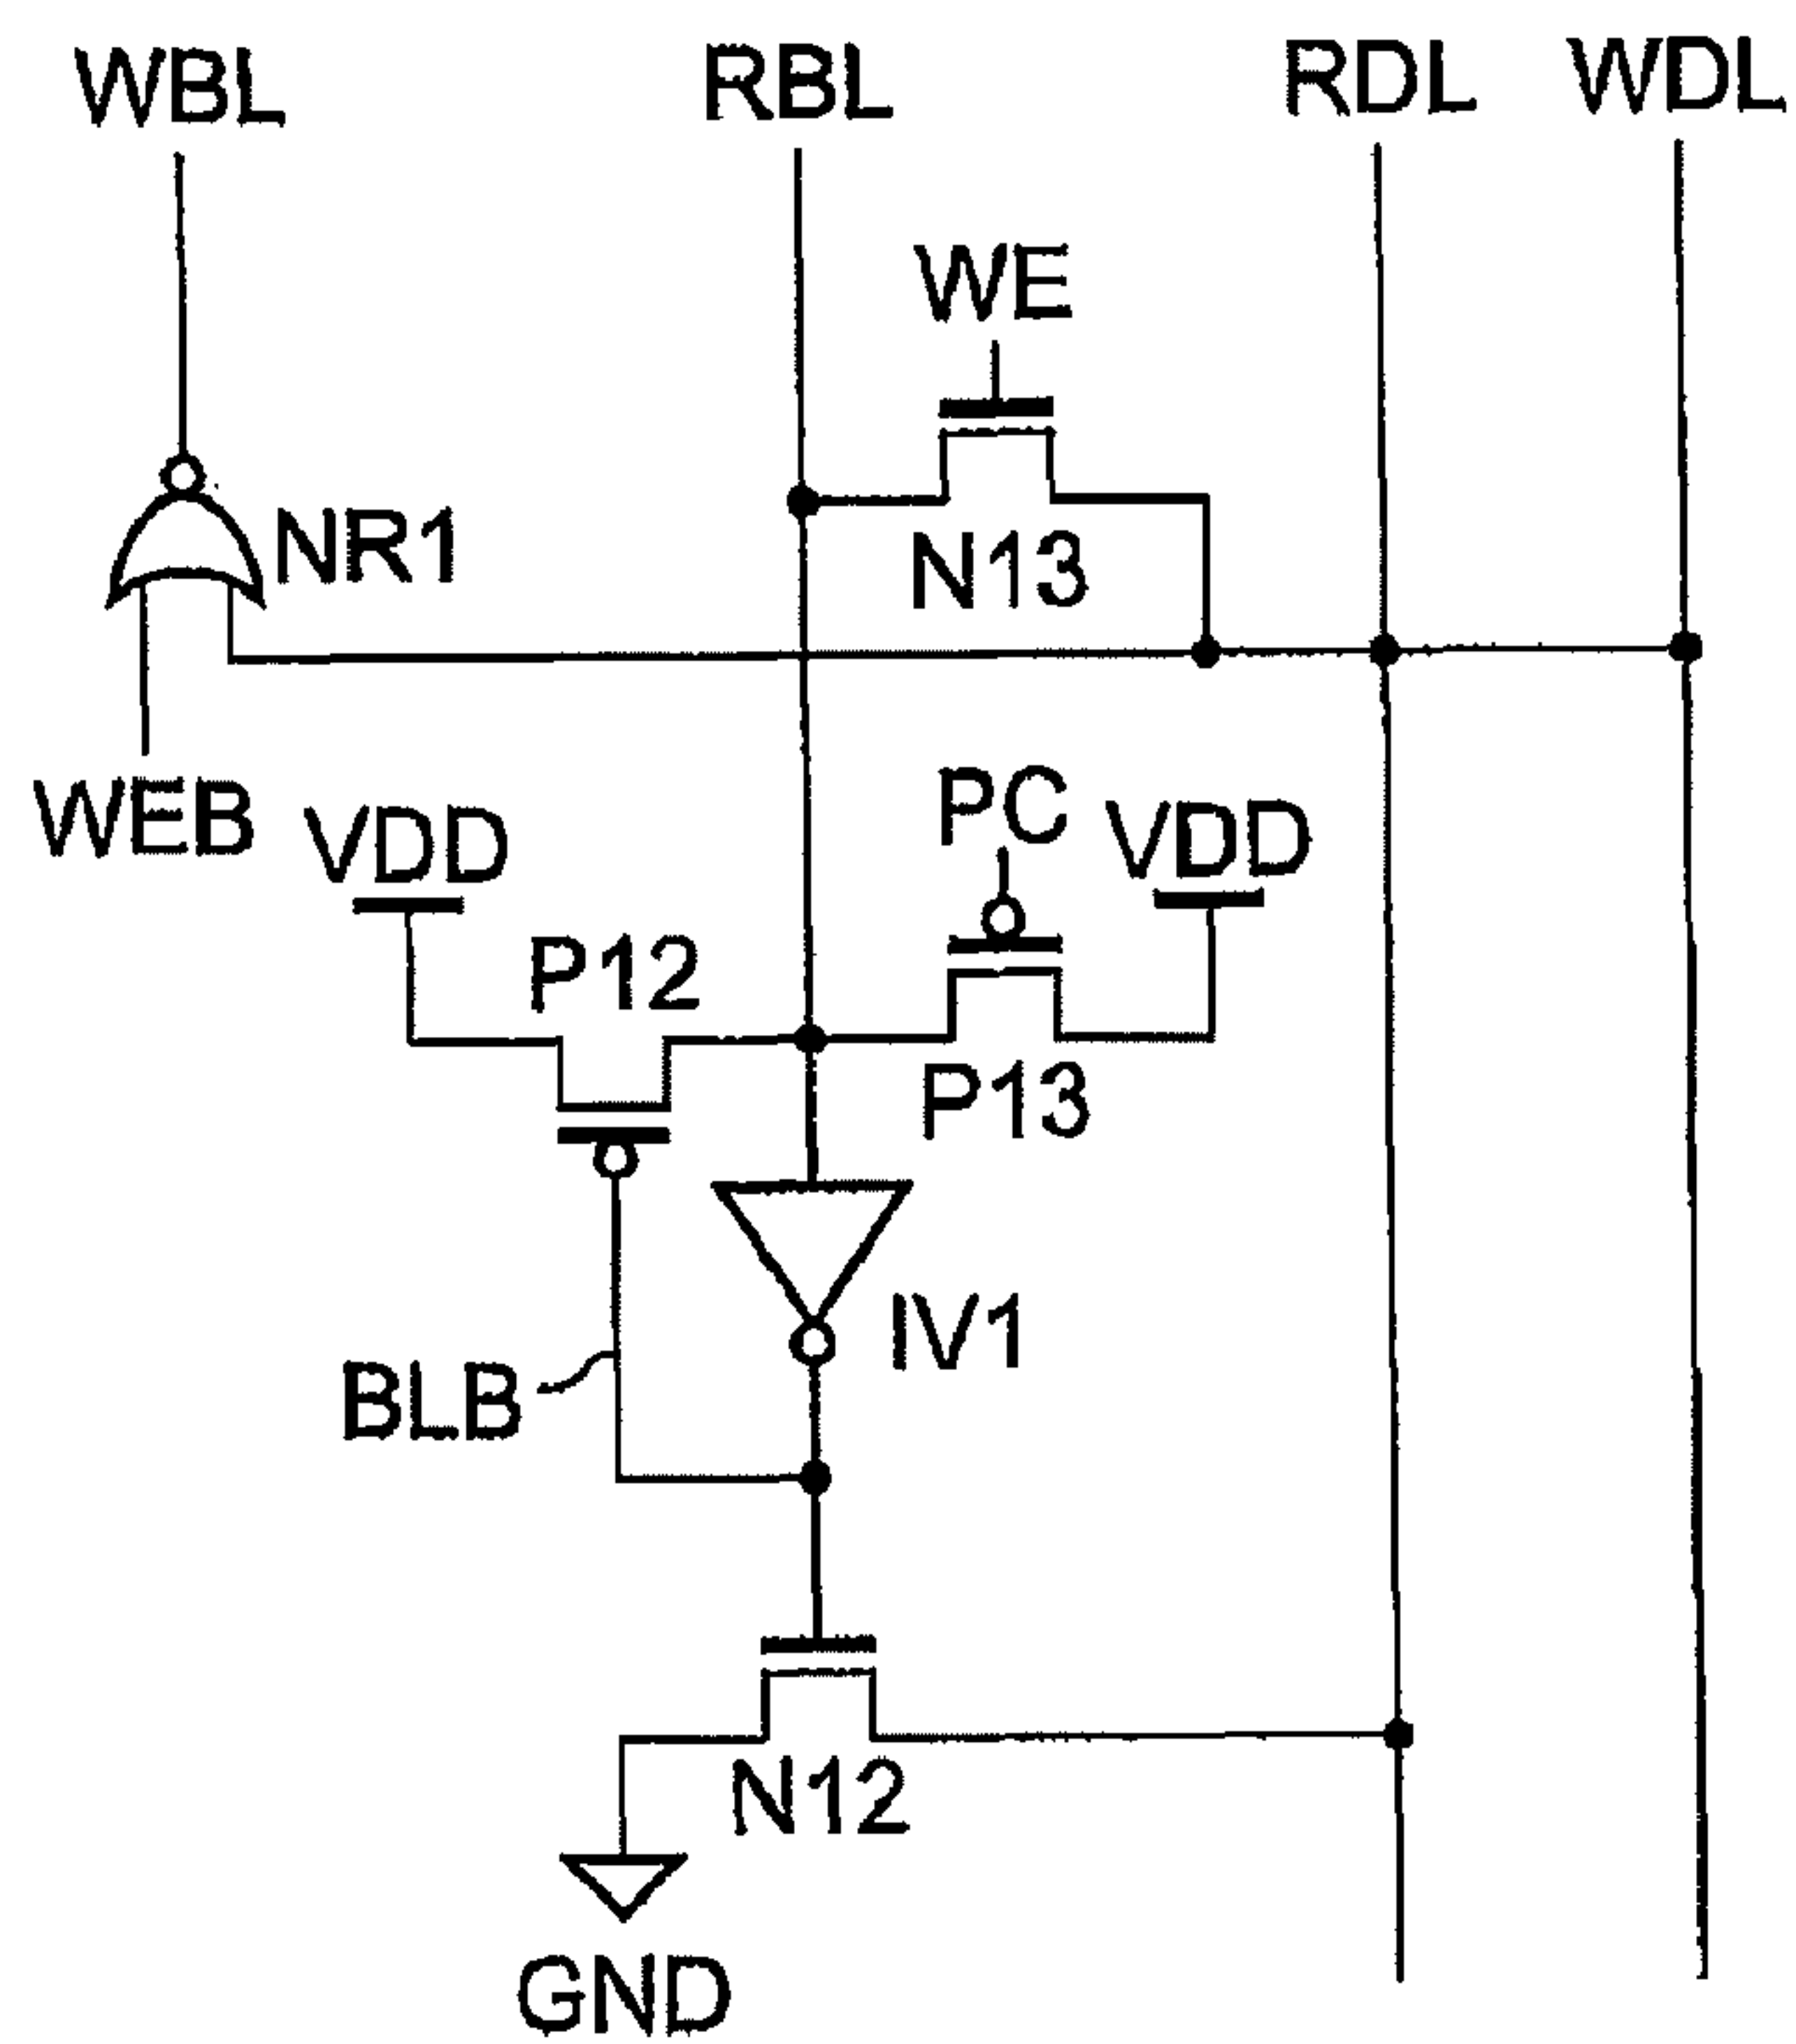 WBL
RBL
RDL
WDL
WE
NR1
N13
WEB
VDD
PC
VDD
P12
P13
IV1
BLB
N12
GND